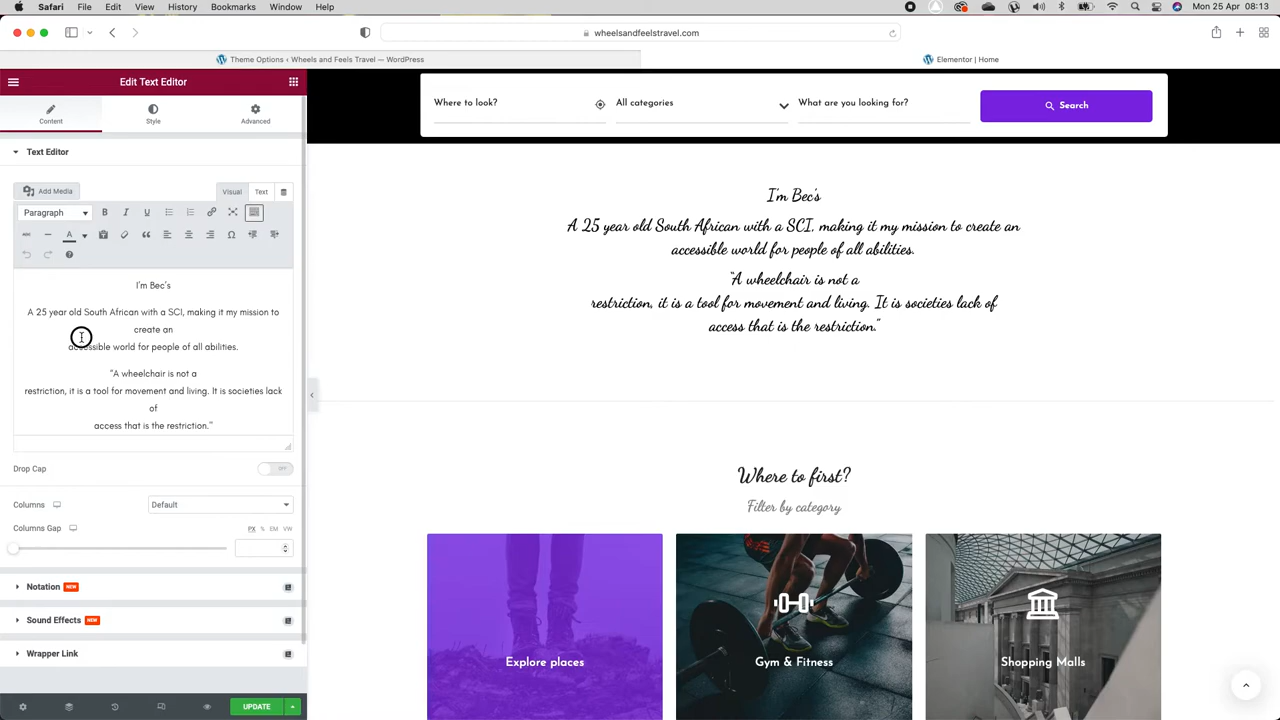 Safari File Edit View History Bookmarks Window Help Mon 25 Apr 08:13
wheelsandfeelstravel.com
Theme Options ‹ Wheels and Feels Travel — WordPress
Elementor | Home
Edit Text Editor
Content Style Advanced
Text Editor
Add Media Visual Text
Paragraph B I U
I'm Bec's
A 25 year old South African with a SCI, making it my mission to
create an
accessible world for people of all abilities.
"A wheelchair is not a
restriction, it is a tool for movement and living. It is societies lack
of
access that is the restriction."
Drop Cap OFF
Columns Default
Columns Gap PX % EM VW
Notation NEW
Sound Effects NEW
Wrapper Link
UPDATE
Where to look? All categories What are you looking for? Search
I'm Bec's
A 25 year old South African with a SCI, making it my mission to create an
accessible world for people of all abilities.
"A wheelchair is not a
restriction, it is a tool for movement and living. It is societies lack of
access that is the restriction."
Where to first?
Filter by category
Explore places
Gym & Fitness
Shopping Malls